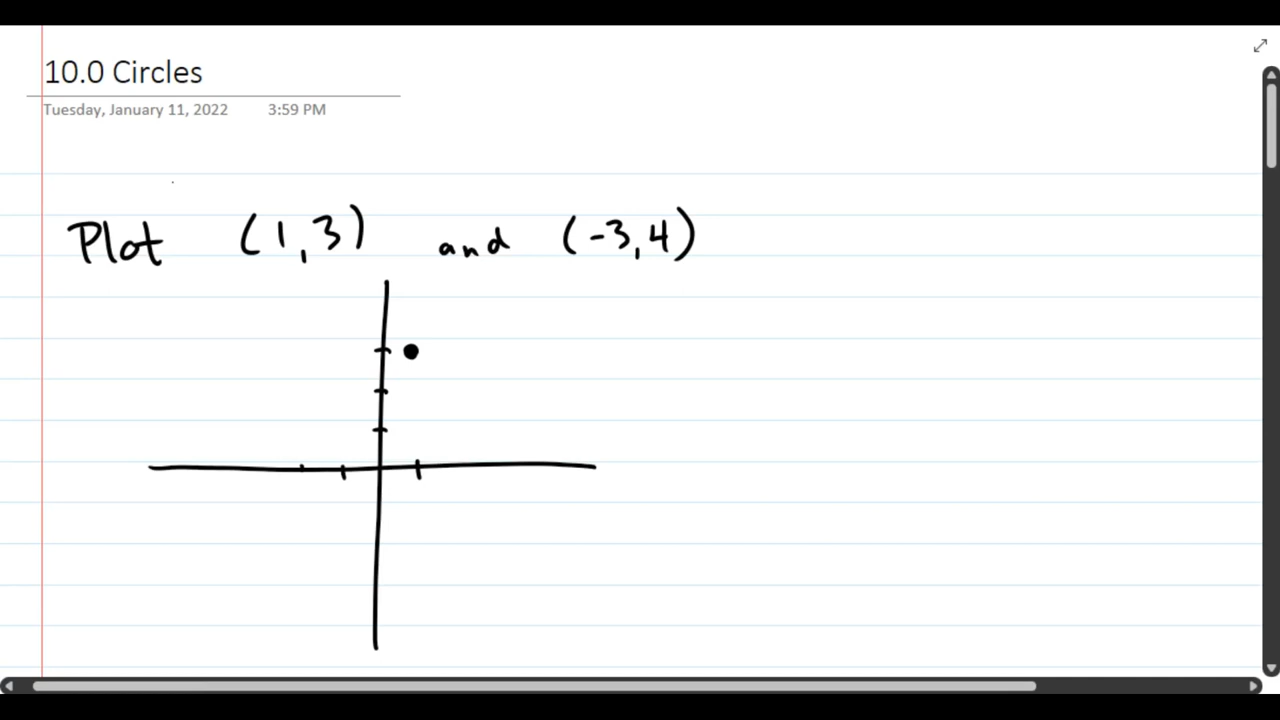 10.0 Circles
Tuesday, January 11, 2022 3:59 PM
Plot (1,3) and (-3,4)